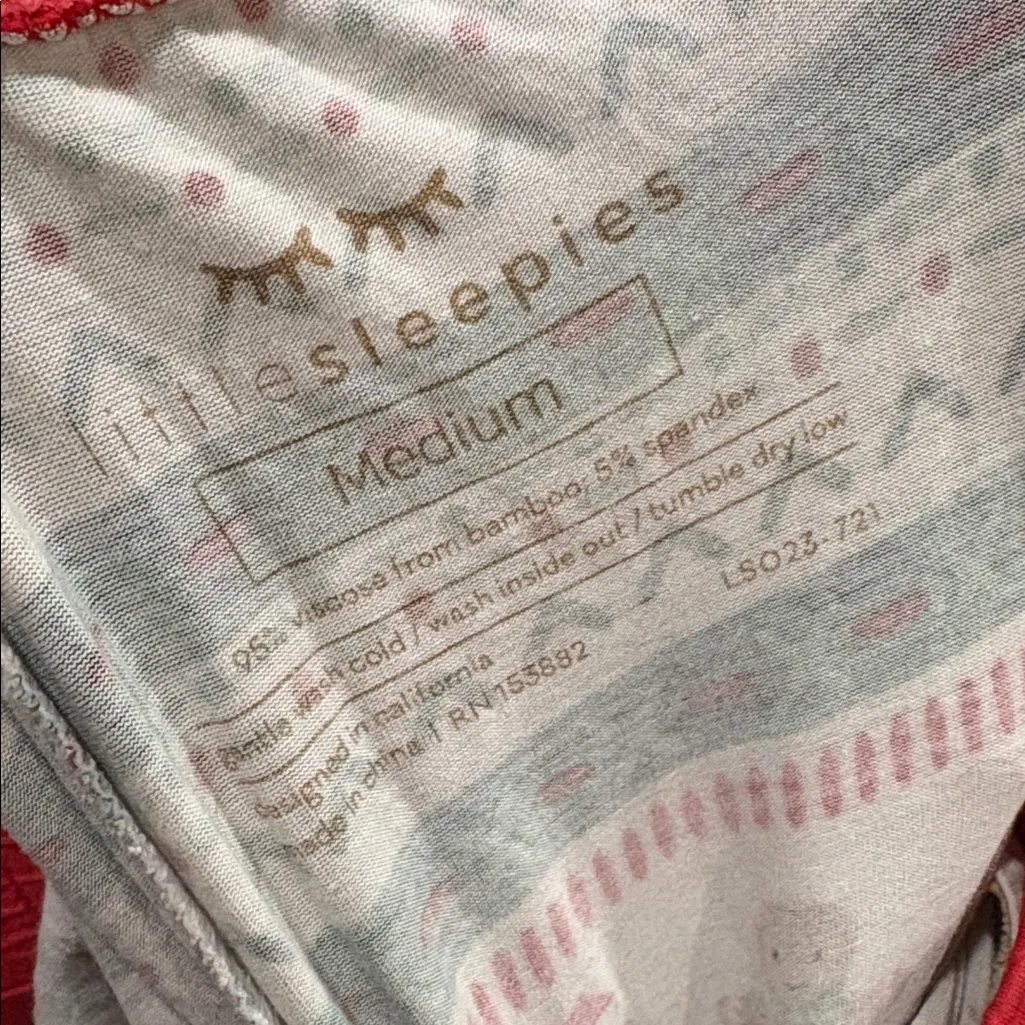 littlesleepies
Medium
95% viscose from bamboo, 5% spandex
gentle wash cold / wash inside out / tumble dry low
designed in california
made in china | RN153882
LSO23-721